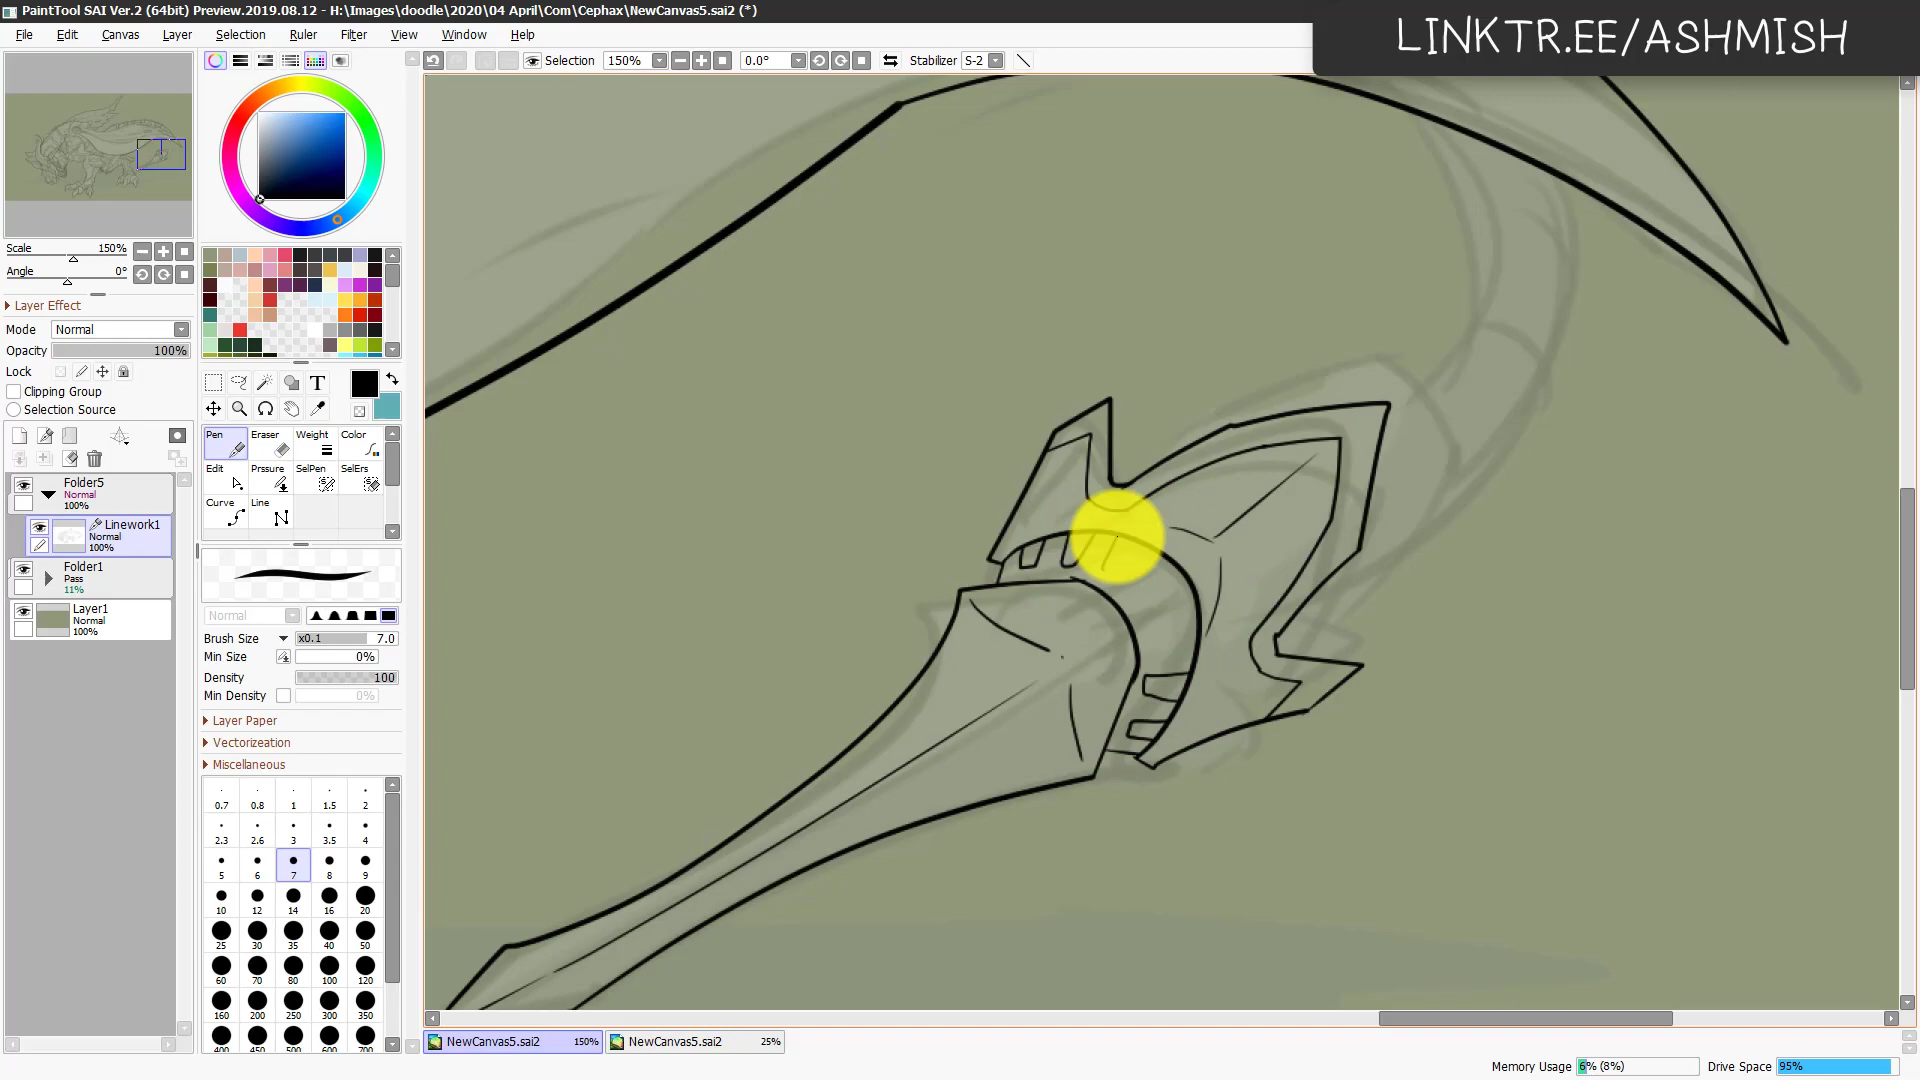 PaintTool SAI Ver.2 (64bit) Preview.2019.08.12 - H:\Images\doodle\2020\04 April\Com\Cephax\NewCanvas5.sai2 (*)
LINKTR.EE/ASHMISH
File Edit Canvas Layer Selection Ruler Filter View Window Help
Selection 150% 0.0° Stabilizer S-2
Scale 150%
Angle 0°
Layer Effect
Mode Normal
Opacity 100%
Lock
Clipping Group
Selection Source
Folder5
Normal
100%
Linework1
Normal
100%
Folder1
Pass
11%
Layer1
Normal
100%
T
Pen Eraser Weight Color
Edit Prssure SelPen SelErs
Curve Line
Normal
Brush Size x0.1 7.0
Min Size 0%
Density 100
Min Density 0%
Layer Paper
Vectorizeation
Miscellaneous
0.7 0.8 1 1.5 2
2.3 2.6 3 3.5 4
5 6 7 8 9
10 12 14 16 20
25 30 35 40 50
60 70 80 100 120
160 200 250 300 350
400 450 500 600 700
NewCanvas5.sai2 150% NewCanvas5.sai2 25%
Memory Usage 6% (8%) Drive Space 95%